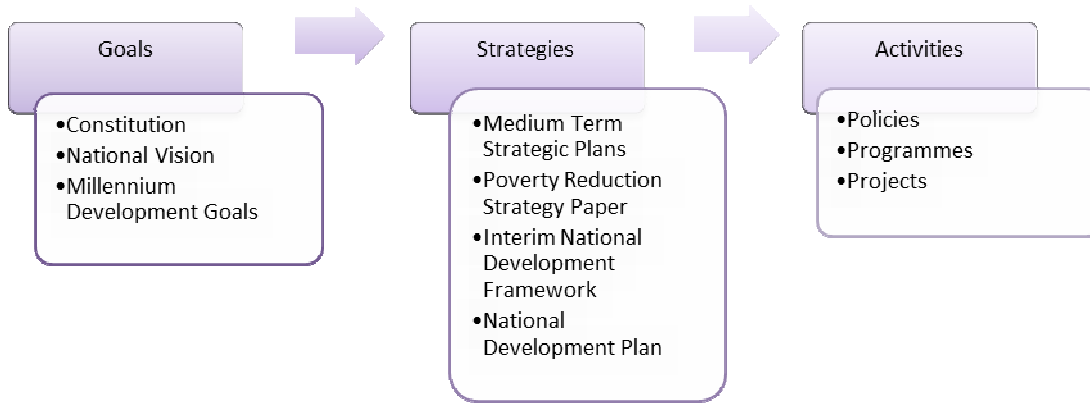 Goals
•Constitution
•National Vision
•Millennium
Development Goals
Strategies
•Medium Term
Strategic Plans
•Poverty Reduction
Strategy Paper
•Interim National
Development
Framework
•National
Development Plan
Activities
•Policies
•Programmes
•Projects